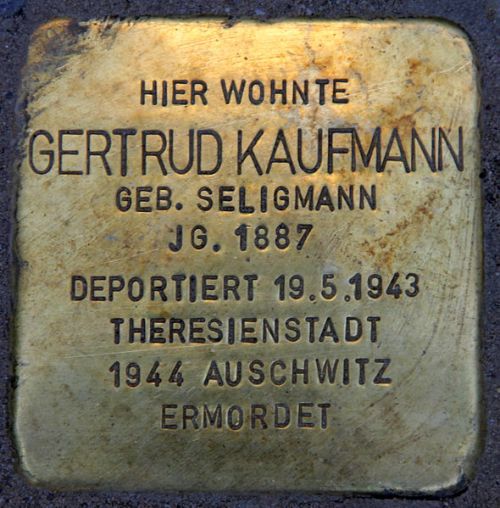 HIER WOHNTE
GERTRUD KAUFMANN
GEB. SELIGMANN
JG. 1887
DEPORTIERT 19.5.1943
THERESIENSTADT
1944 AUSCHWITZ
ERMORDET